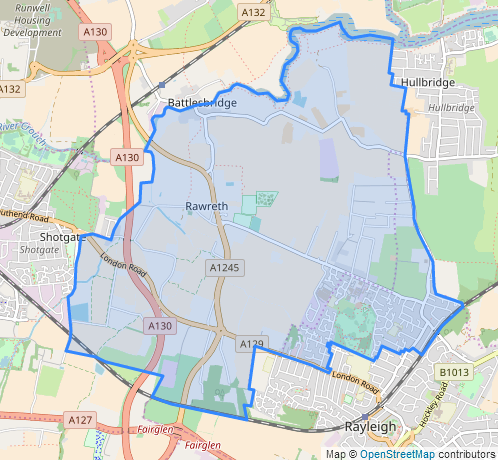 Runwell
Housing
Development
A130
A132
A132
Hullbridge
Battlesbridge
Hullbridge
River Crouch
A130
Rawreth
Southend Road
Shotgate
Shotgate
London Road
A1245
A130
A129
B1013
London Road
Hockley Road
A127
Rayleigh
Fairglen
Fairglen
Map © OpenStreetMap contributors